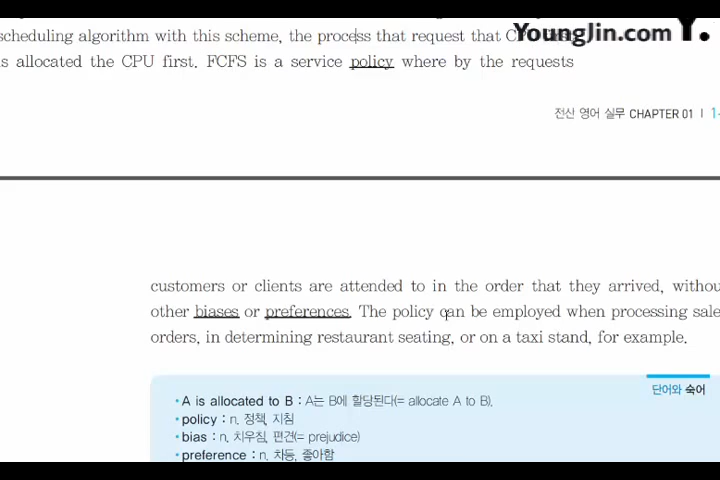 scheduling algorithm with this scheme, the process that request that
YoungJin.com Y.
is allocated the CPU first. FCFS is a service policy where by the requests
전산 영어 실무 CHAPTER 01 |
customers or clients are attended to in the order that they arrived,
other biases or preferences. The policy can be employed when processing
orders, in determining restaurant seating, or on a taxi stand, for example.
단어와 숙어
• A is allocated to B : A는 B에 할당된다(= allocate A to B).
• policy : n. 정책, 지침
• bias : n. 치우침, 편견(= prejudice)
• preference : n. 차등, 좋아함